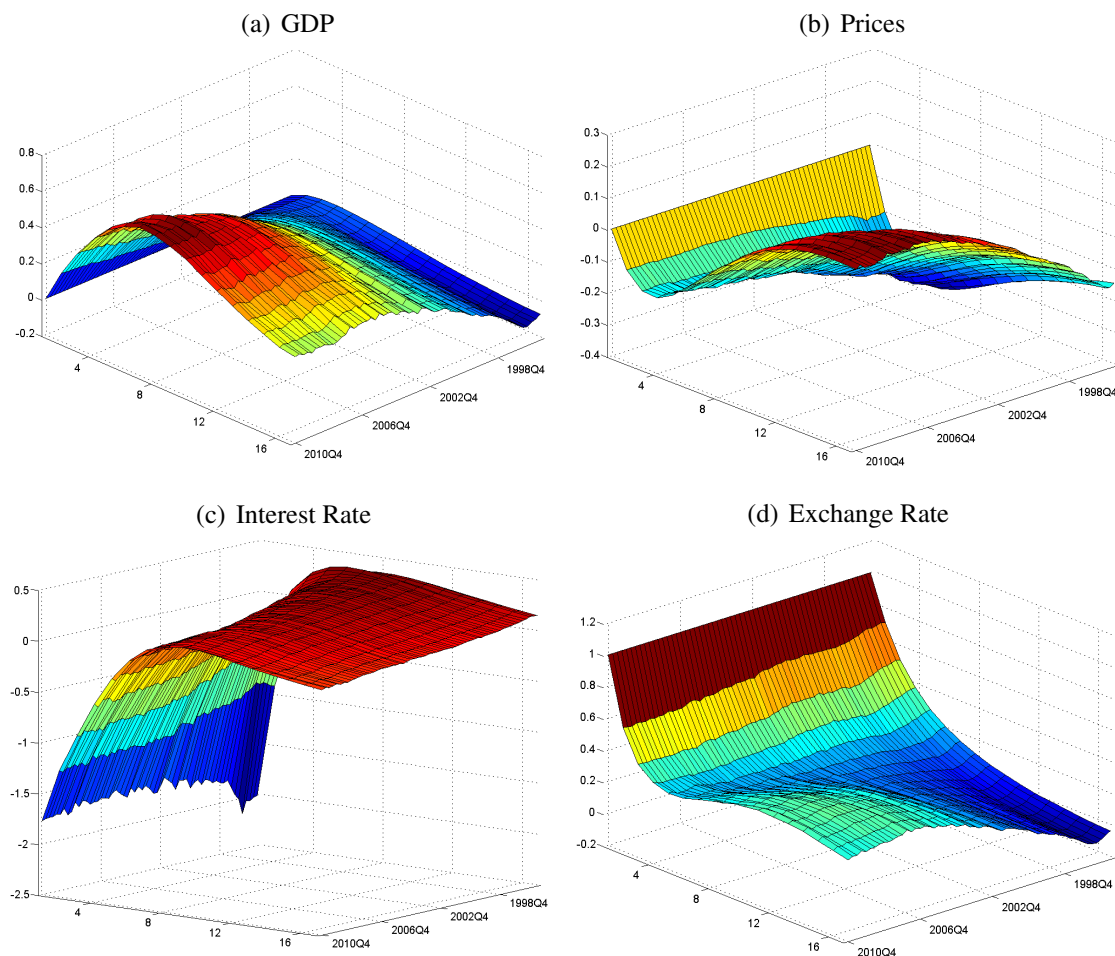 (a) GDP
0.8
0.6
0.4
0.2
0
-0.2
4
8
12
16
2010Q4
2006Q4
2002Q4
1998Q4
(b) Prices
0.3
0.2
0.1
0
-0.1
-0.2
-0.3
-0.4
4
8
12
16
2010Q4
2006Q4
2002Q4
1998Q4
(c) Interest Rate
0.5
0
-0.5
-1
-1.5
-2
-2.5
4
8
12
16
2010Q4
2006Q4
2002Q4
1998Q4
(d) Exchange Rate
1.2
1
0.8
0.6
0.4
0.2
0
-0.2
4
8
12
16
2010Q4
2006Q4
2002Q4
1998Q4